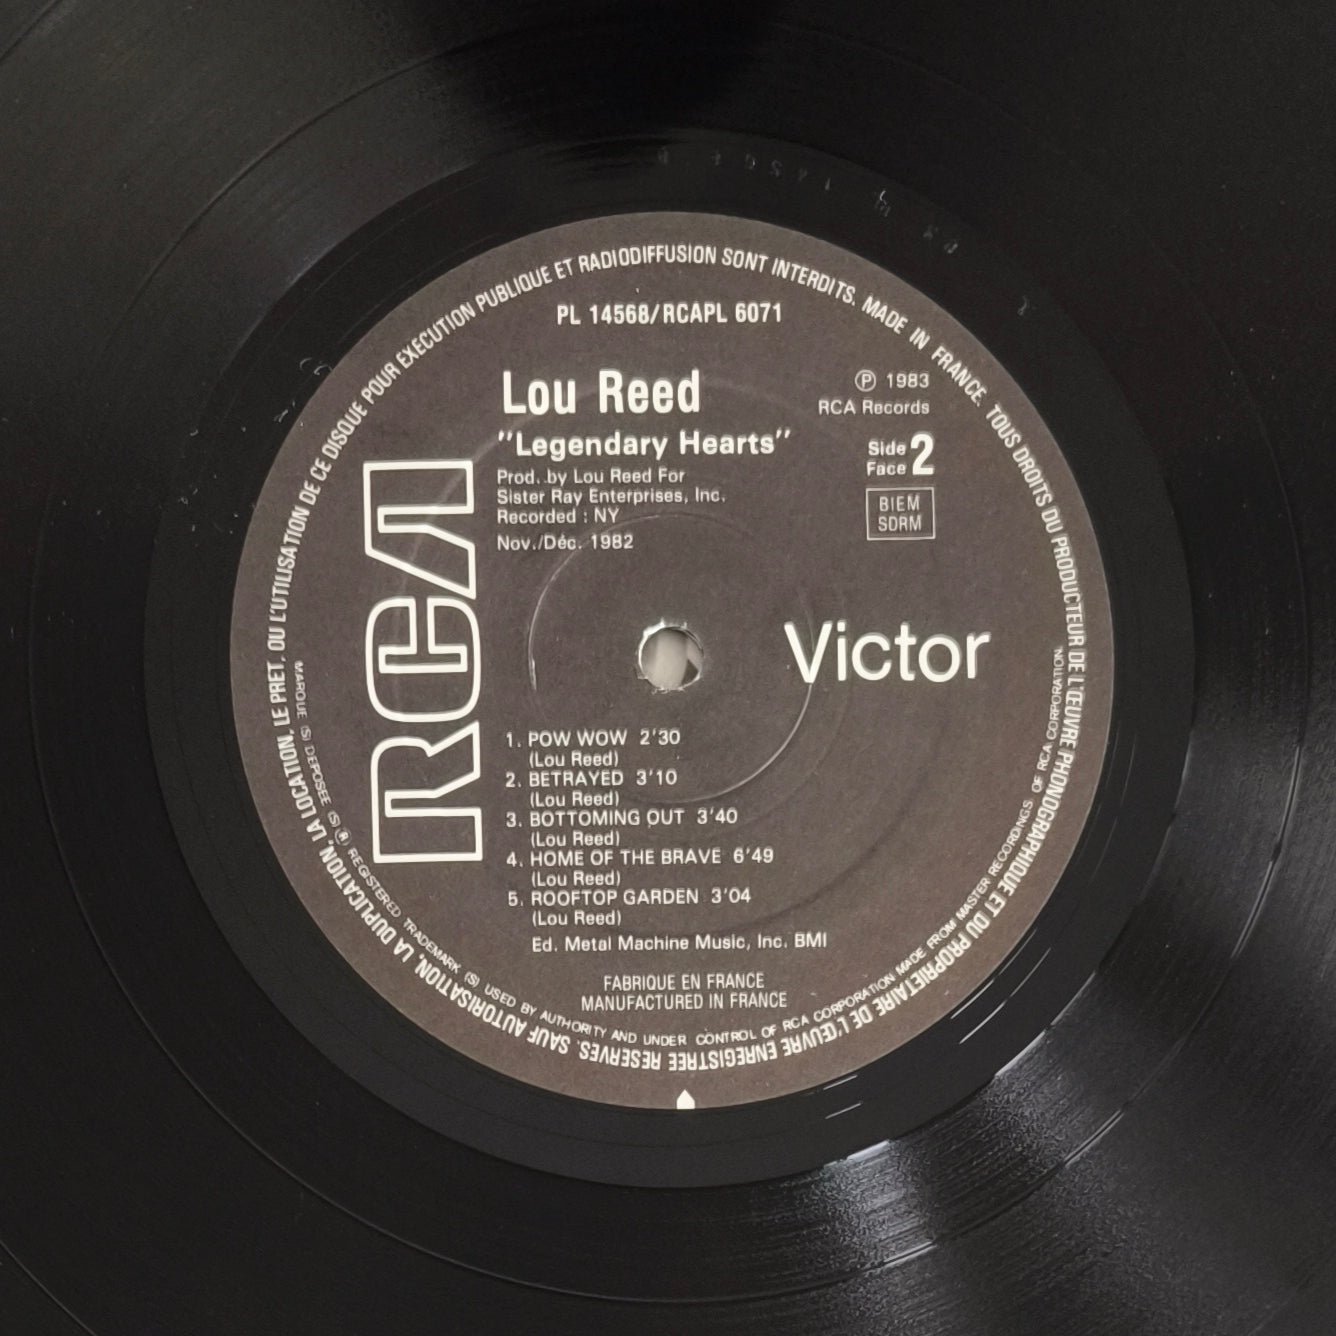 TOUS DROITS DU PRODUCTEUR DE L'ŒUVRE PHONOGRAPHIQUE ET DU PROPRIETAIRE DE L'ŒUVRE ENREGISTREE RESERVES. SAUF AUTORISATION, LA DUPLICATION, LA LOCATION, LE PRET, OU L'UTILISATION DE CE DISQUE POUR EXECUTION PUBLIQUE ET RADIODIFFUSION SONT INTERDITS. MADE IN FRANCE.
PL 14568/RCAPL 6071
Lou Reed
"Legendary Hearts"
Prod. by Lou Reed For
Sister Ray Enterprises, Inc.
Recorded : NY
Nov./Déc. 1982
Ⓟ 1983
RCA Records
Side
Face 2
BIEM
SDRM
RCA
Victor
1. POW WOW 2'30
(Lou Reed)
2. BETRAYED 3'10
(Lou Reed)
3. BOTTOMING OUT 3'40
(Lou Reed)
4. HOME OF THE BRAVE 6'49
(Lou Reed)
5. ROOFTOP GARDEN 3'04
(Lou Reed)
Ed. Metal Machine Music, Inc. BMI
FABRIQUE EN FRANCE
MANUFACTURED IN FRANCE
MARQUE (S) DEPOSEE (S) ® REGISTERED TRADEMARK (S) USED BY AUTHORITY AND UNDER CONTROL OF RCA CORPORATION MADE FROM MASTER RECORDINGS OF RCA CORPORATION.